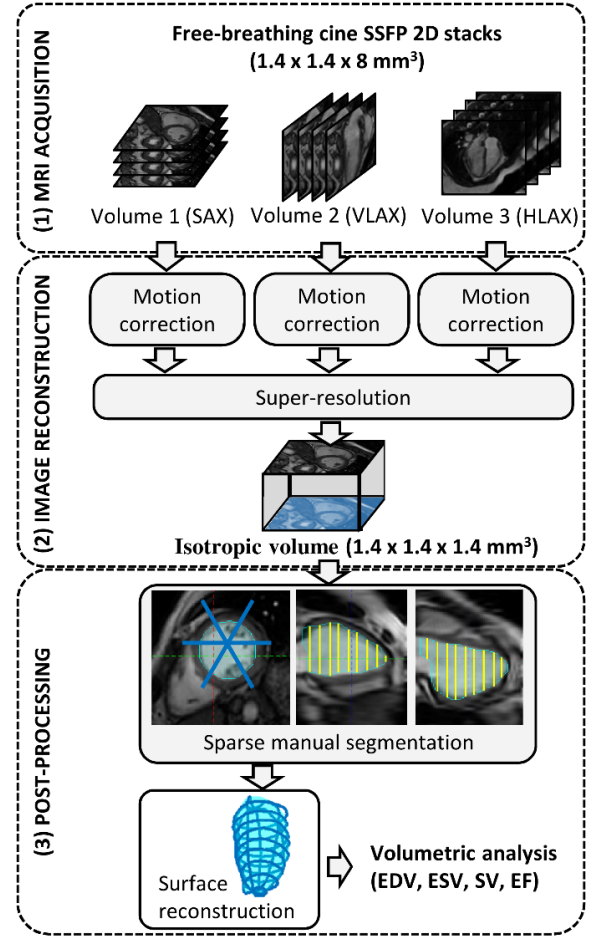 (1) MRI ACQUISITION
Free-breathing cine SSFP 2D stacks
(1.4 x 1.4 x 8 mm³)
Volume 1 (SAX)
Volume 2 (VLAX)
Volume 3 (HLAX)
(2) IMAGE RECONSTRUCTION
Motion
correction
Motion
correction
Motion
correction
Super-resolution
Isotropic volume (1.4 x 1.4 x 1.4 mm³)
(3) POST-PROCESSING
Sparse manual segmentation
Surface
reconstruction
Volumetric analysis
(EDV, ESV, SV, EF)